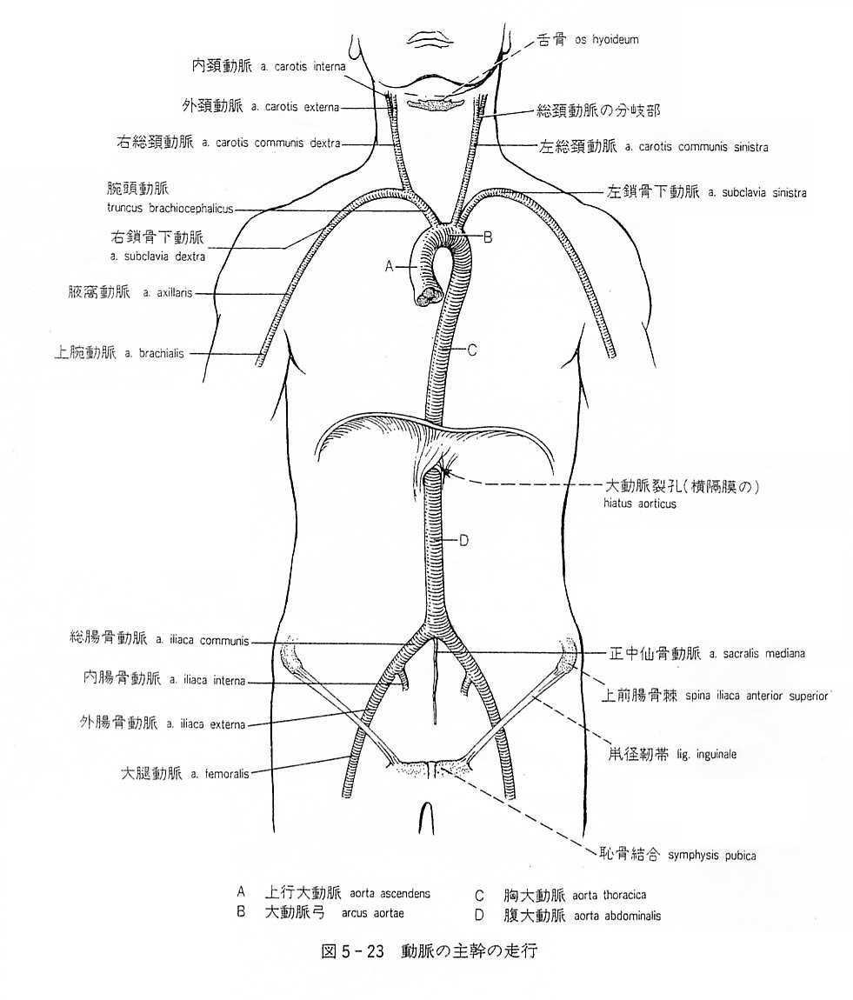 舌骨 os hyoideum
内頚動脈 a. carotis interna
外頚動脈 a. carotis externa
総頚動脈の分岐部
右総頚動脈 a. carotis communis dextra
左総頚動脈 a. carotis communis sinistra
腕頭動脈
truncus brachiocephalicus
左鎖骨下動脈 a. subclavia sinistra
右鎖骨下動脈
a. subclavia dextra
B
A
腋窩動脈 a. axillaris
上腕動脈 a. brachialis
C
大動脈裂孔(横隔膜の)
hiatus aorticus
D
総腸骨動脈 a. iliaca communis
正中仙骨動脈 a. sacralis mediana
内腸骨動脈 a. iliaca interna
上前腸骨棘 spina iliaca anterior superior
外腸骨動脈 a. iliaca externa
鼡径靭帯 lig. inguinale
大腿動脈 a. femoralis
恥骨結合 symphysis pubica
A 上行大動脈 aorta ascendens
C 胸大動脈 aorta thoracica
B 大動脈弓 arcus aortae
D 腹大動脈 aorta abdominalis
図5-23 動脈の主幹の走行